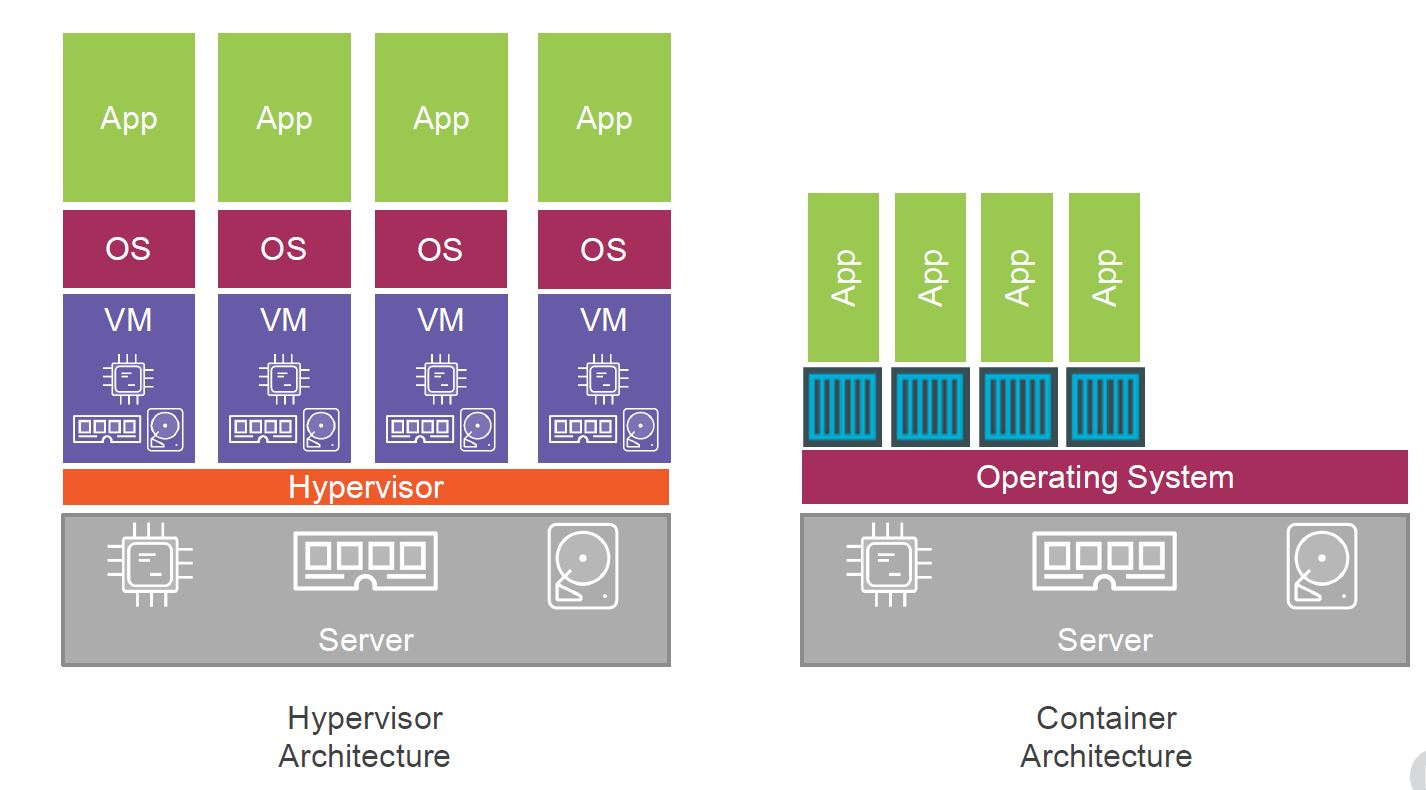 App App App App
OS OS OS OS
VM VM VM VM
Hypervisor
Server
Hypervisor
Architecture
App App App App
Operating System
Server
Container
Architecture